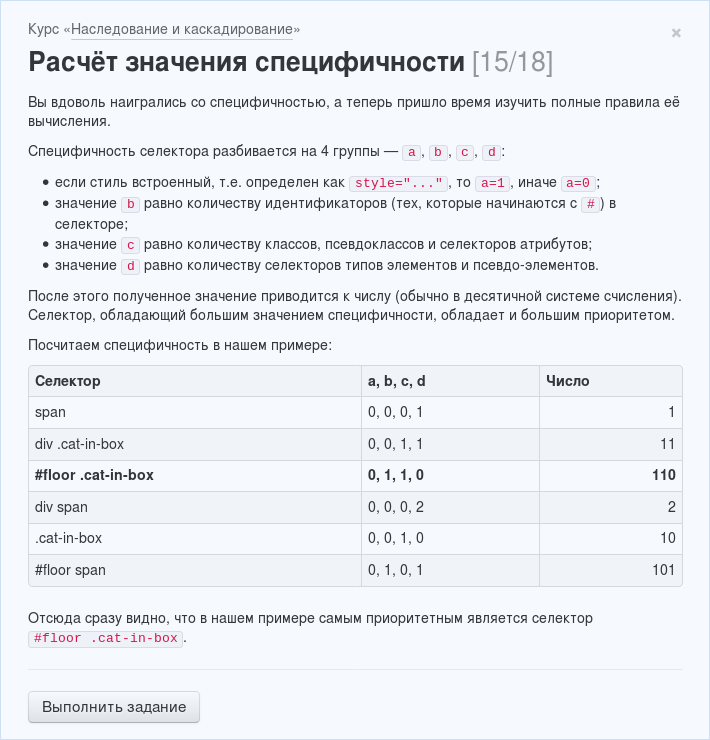 Курс «Наследование и каскадирование»
×
Расчёт значения специфичности [15/18]
Вы вдоволь наигрались со специфичностью, а теперь пришло время изучить полные правила её
вычисления.
Специфичность селектора разбивается на 4 группы — a, b, c, d:
• если стиль встроенный, т.е. определен как style="...", то a=1, иначе a=0;
• значение b равно количеству идентификаторов (тех, которые начинаются с #) в
селекторе;
• значение c равно количеству классов, псевдоклассов и селекторов атрибутов;
• значение d равно количеству селекторов типов элементов и псевдо-элементов.
После этого полученное значение приводится к числу (обычно в десятичной системе счисления).
Селектор, обладающий большим значением специфичности, обладает и большим приоритетом.
Посчитаем специфичность в нашем примере:
Селектор a, b, c, d Число
span 0, 0, 0, 1 1
div .cat-in-box 0, 0, 1, 1 11
#floor .cat-in-box 0, 1, 1, 0 110
div span 0, 0, 0, 2 2
.cat-in-box 0, 0, 1, 0 10
#floor span 0, 1, 0, 1 101
Отсюда сразу видно, что в нашем примере самым приоритетным является селектор
#floor .cat-in-box.
Выполнить задание